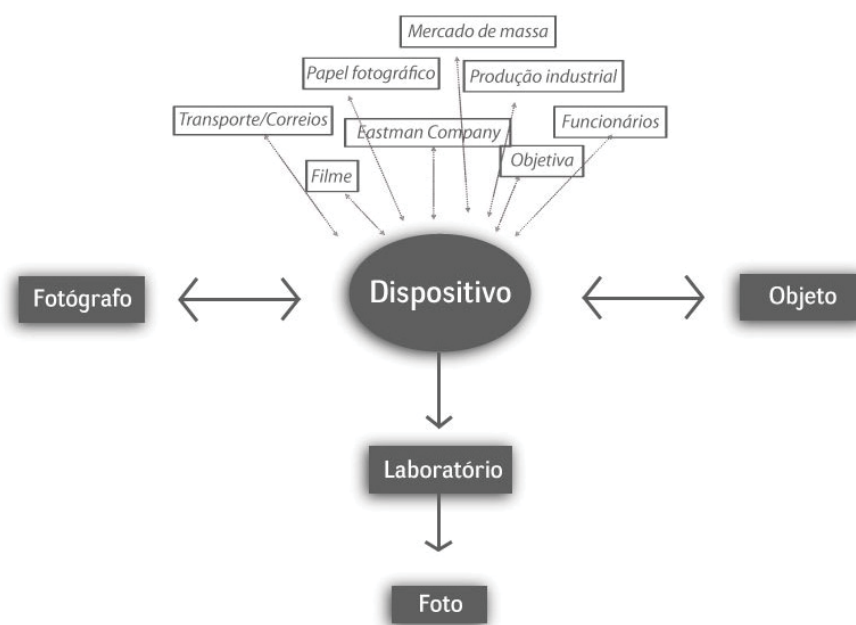 Mercado de massa
Papel fotográfico
Produção industrial
Transporte/Correios
Eastman Company
Funcionários
Filme
Objetiva
Fotógrafo
Dispositivo
Objeto
Laboratório
Foto